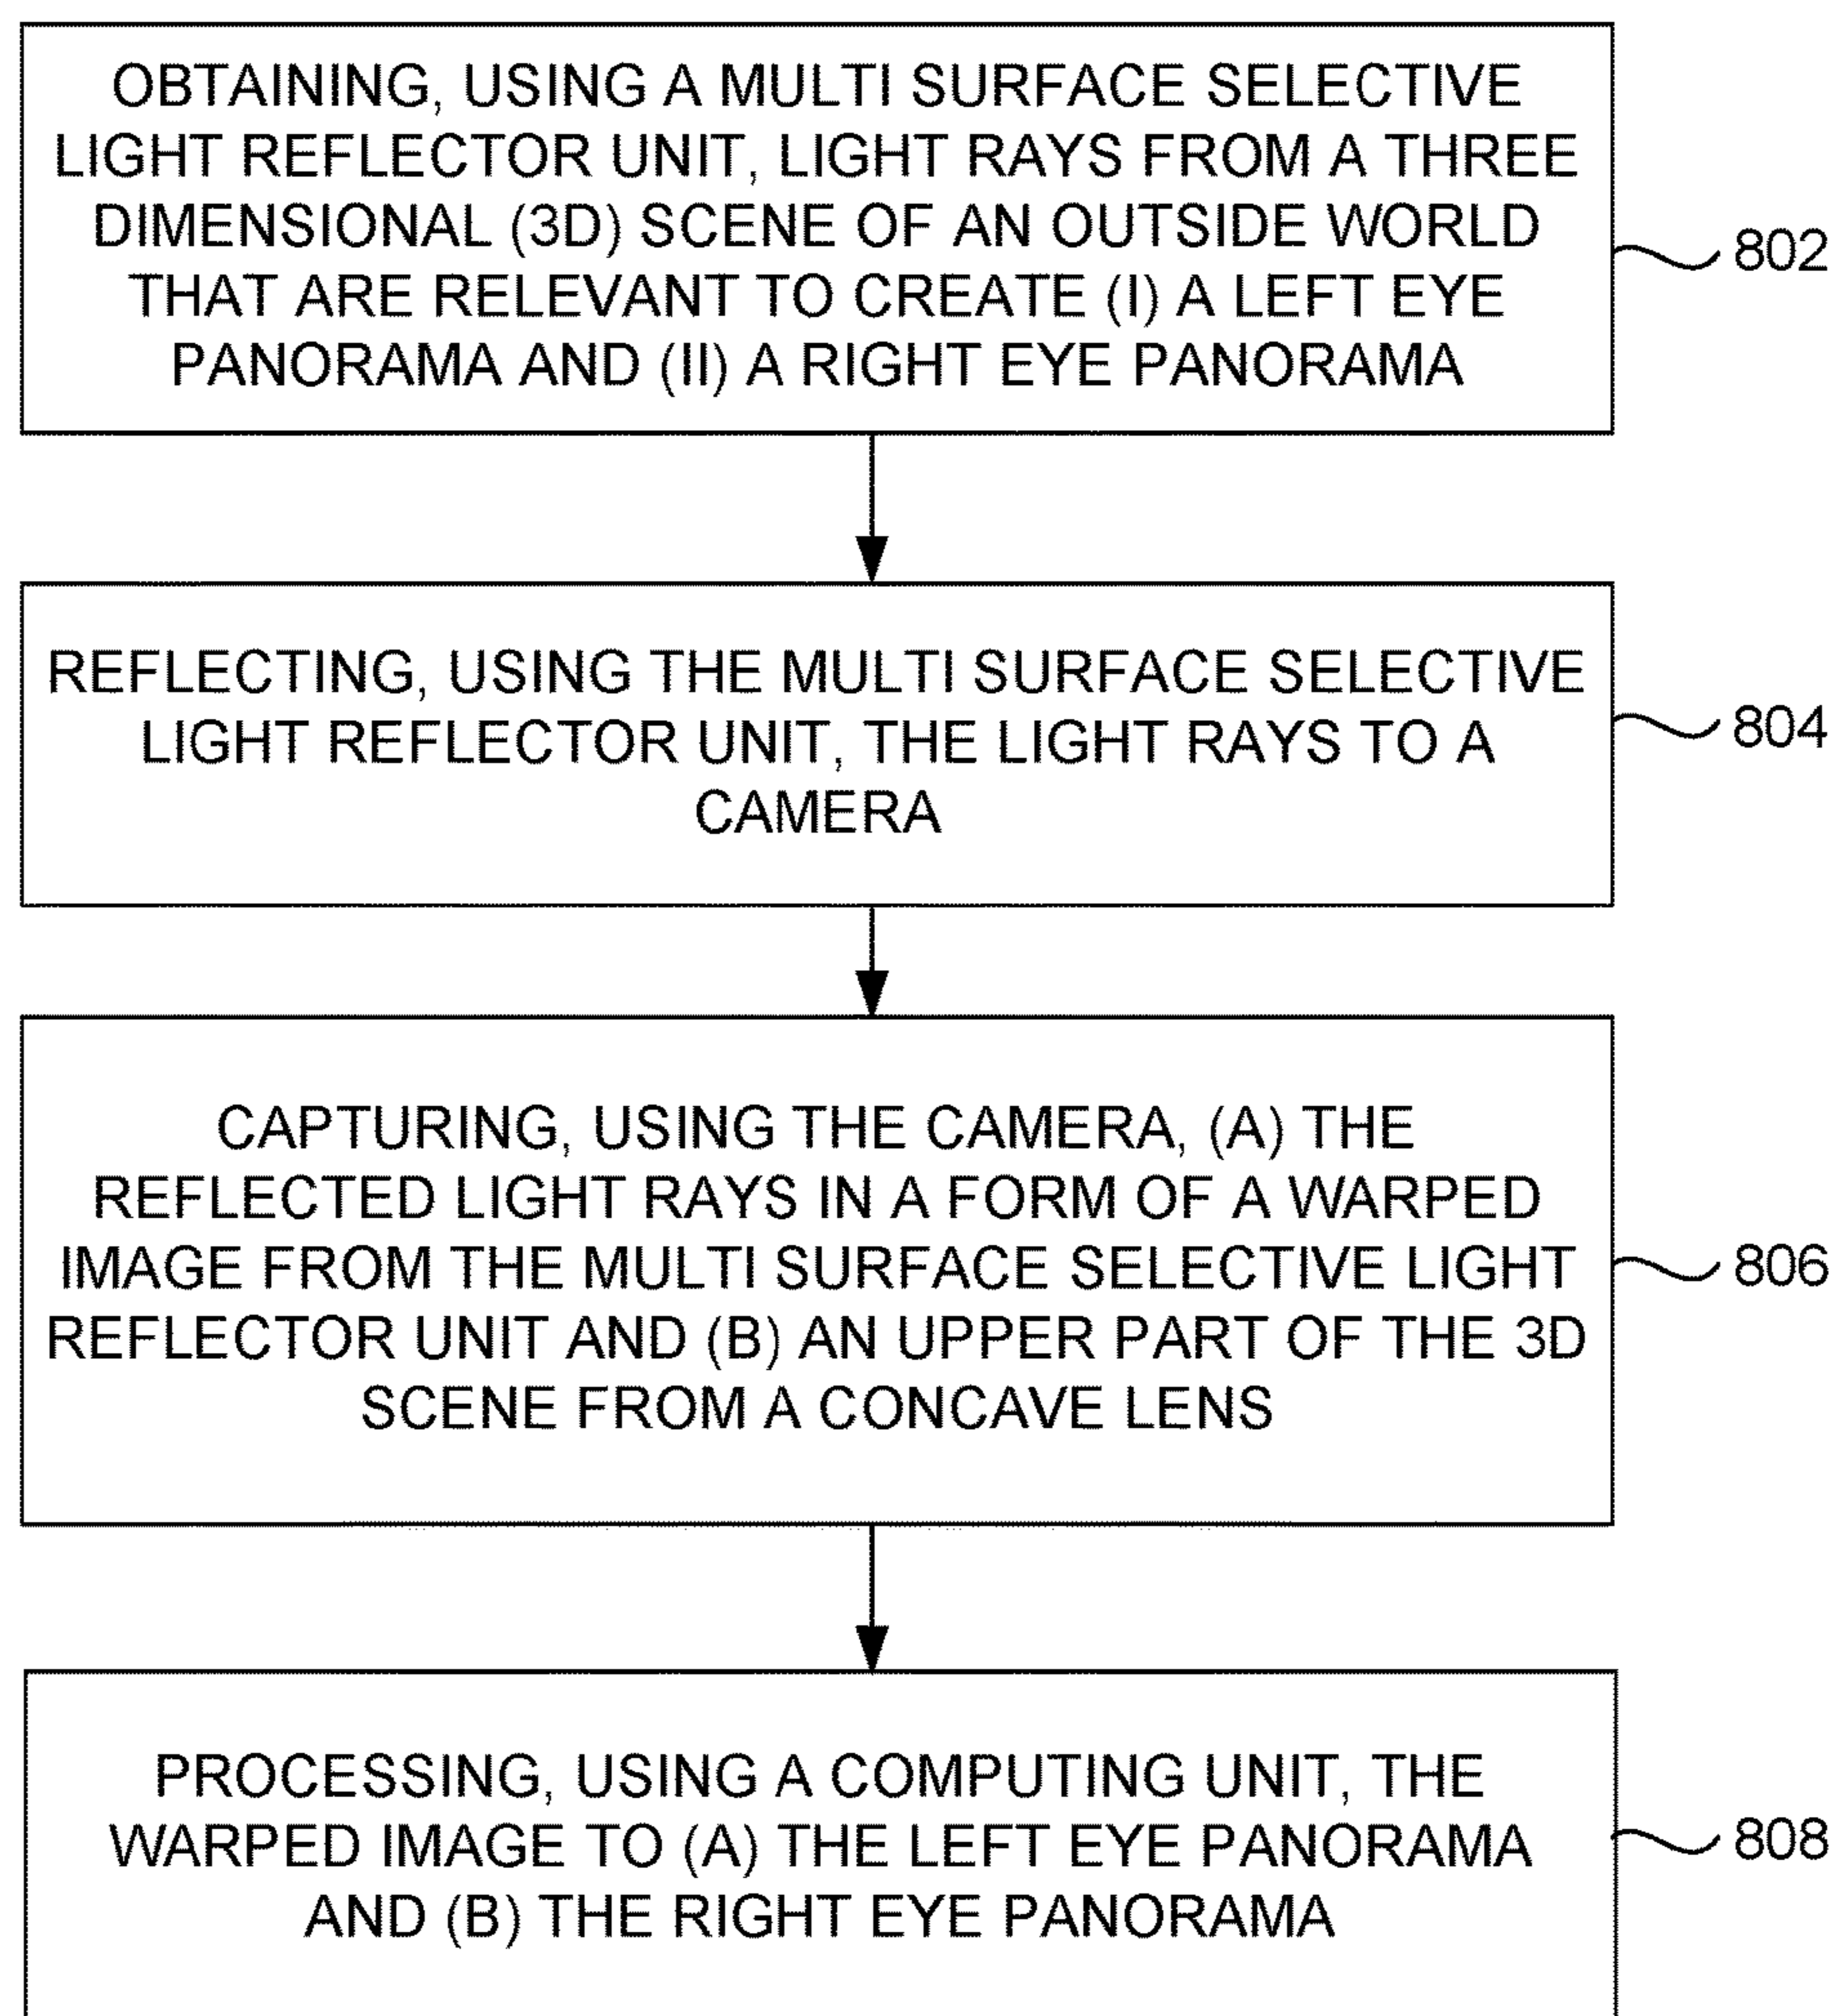 OBTAINING, USING A MULTI SURFACE SELECTIVE
LIGHT REFLECTOR UNIT, LIGHT RAYS FROM A THREE
DIMENSIONAL (3D) SCENE OF AN OUTSIDE WORLD
THAT ARE RELEVANT TO CREATE (I) A LEFT EYE
PANORAMA AND (II) A RIGHT EYE PANORAMA
802
REFLECTING, USING THE MULTI SURFACE SELECTIVE
LIGHT REFLECTOR UNIT, THE LIGHT RAYS TO A
CAMERA
804
CAPTURING, USING THE CAMERA, (A) THE
REFLECTED LIGHT RAYS IN A FORM OF A WARPED
IMAGE FROM THE MULTI SURFACE SELECTIVE LIGHT
REFLECTOR UNIT AND (B) AN UPPER PART OF THE 3D
SCENE FROM A CONCAVE LENS
806
PROCESSING, USING A COMPUTING UNIT, THE
WARPED IMAGE TO (A) THE LEFT EYE PANORAMA
AND (B) THE RIGHT EYE PANORAMA
808